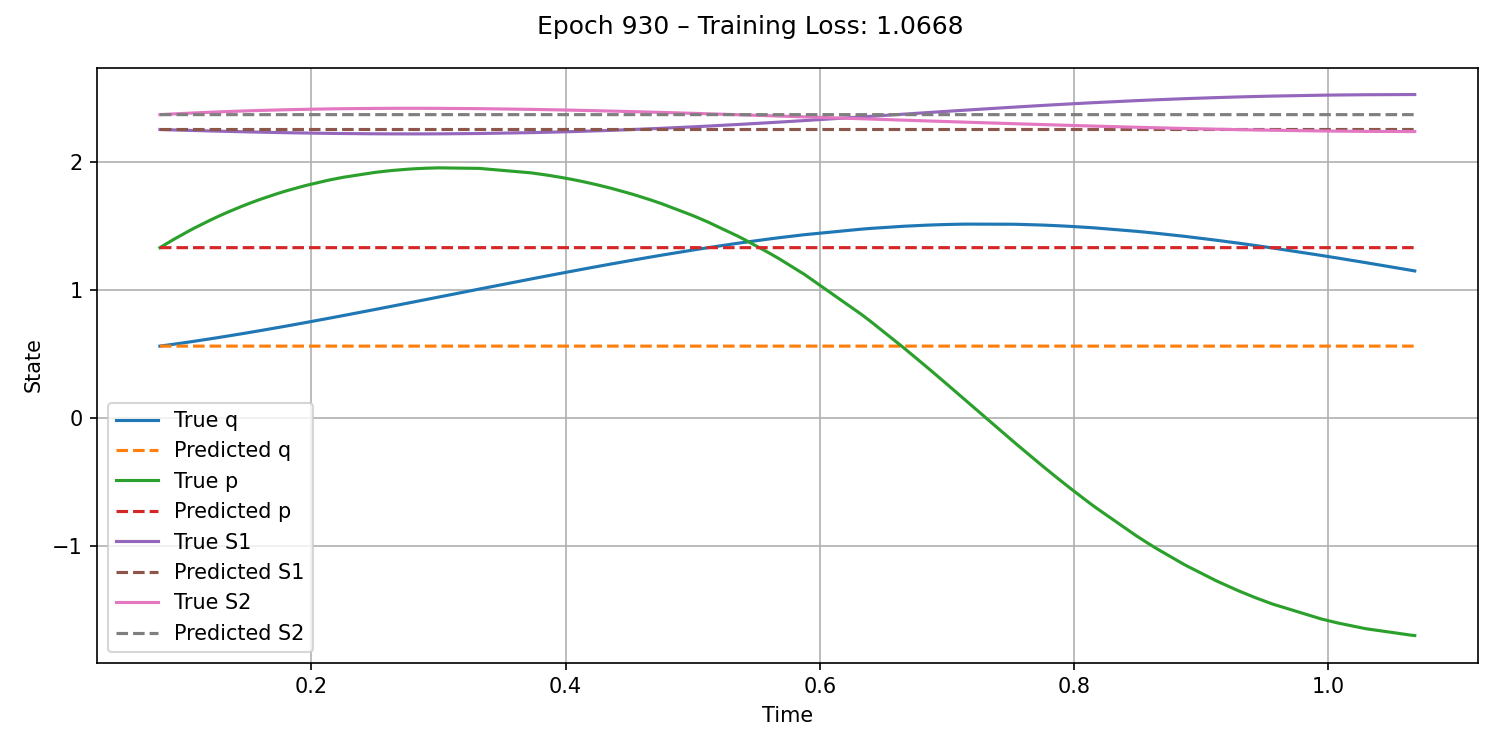 Epoch 930 – Training Loss: 1.0668
2
1
0
−1
State
True q
Predicted q
True p
Predicted p
True S1
Predicted S1
True S2
Predicted S2
0.2 0.4 0.6 0.8 1.0
Time